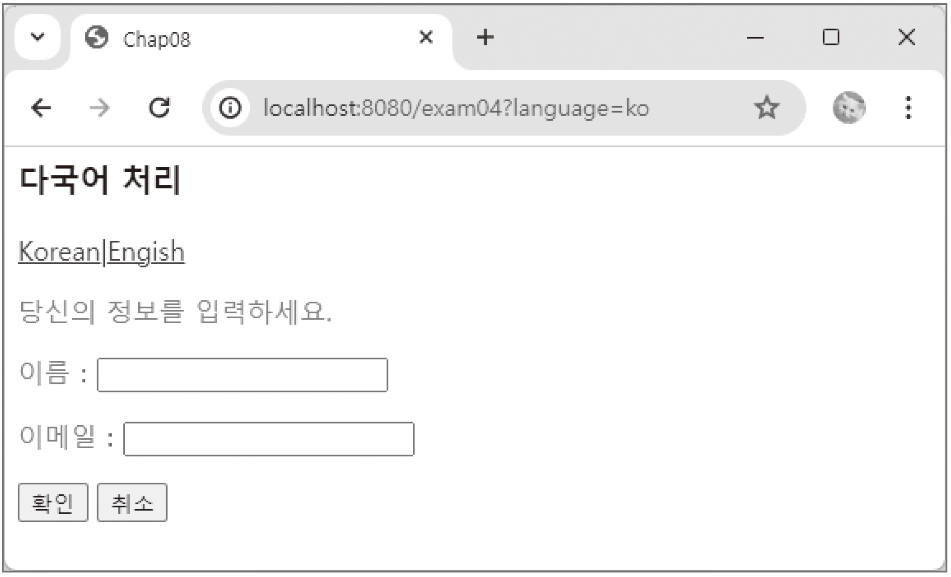 Chap08
localhost:8080/exam04?language=ko
다국어 처리
Korean|Engish
당신의 정보를 입력하세요.
이름 :
이메일 :
확인 취소